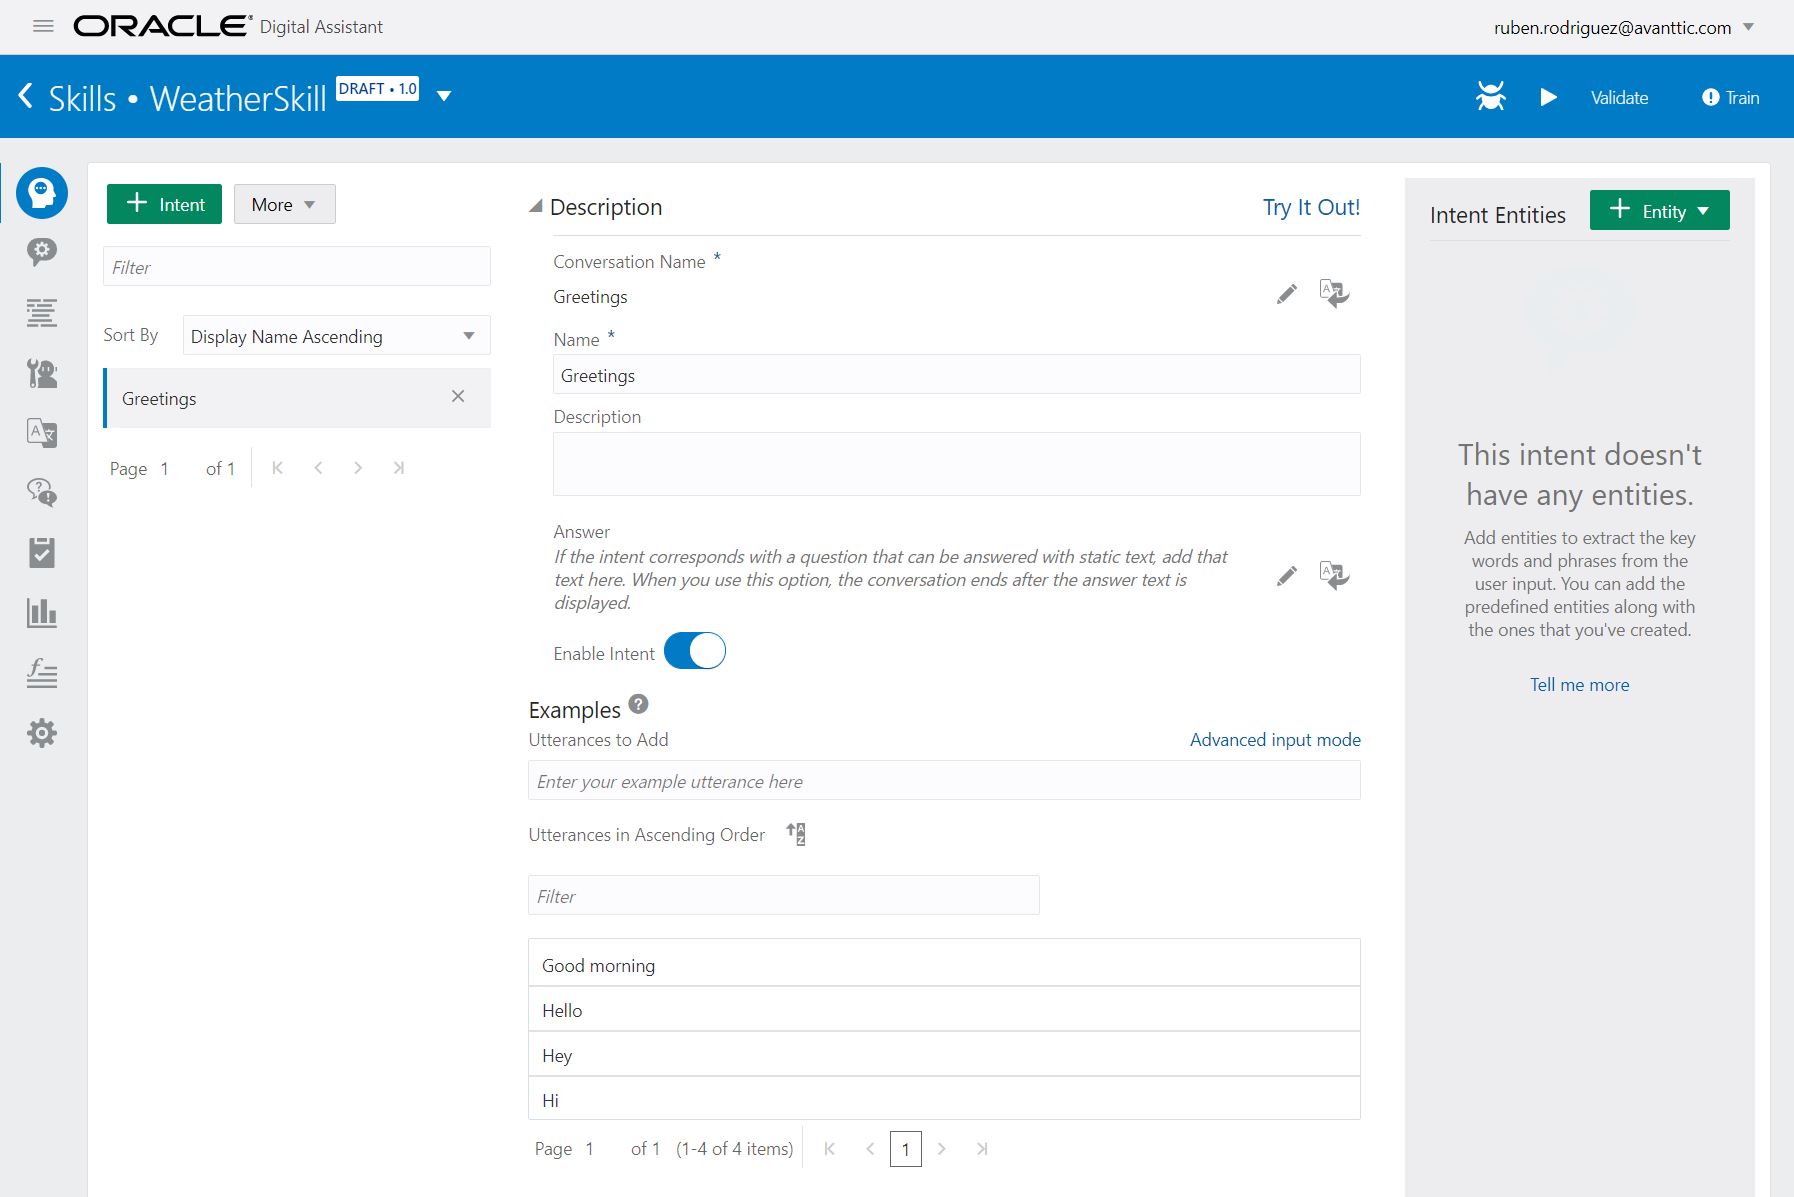 ORACLE® Digital Assistant
ruben.rodriguez@avanttic.com
Skills • WeatherSkill DRAFT • 1.0
Validate
Train
Intent
More
Filter
Sort By Display Name Ascending
Greetings
Page 1 of 1
Description
Try It Out!
Conversation Name *
Greetings
Name *
Greetings
Description
Answer
If the intent corresponds with a question that can be answered with static text, add that
text here. When you use this option, the conversation ends after the answer text is
displayed.
Enable Intent
Examples
Utterances to Add
Advanced input mode
Enter your example utterance here
Utterances in Ascending Order
Filter
Good morning
Hello
Hey
Hi
Page 1 of 1 (1-4 of 4 items) 1
Intent Entities
Entity
This intent doesn't
have any entities.
Add entities to extract the key
words and phrases from the
user input. You can add the
predefined entities along with
the ones that you've created.
Tell me more